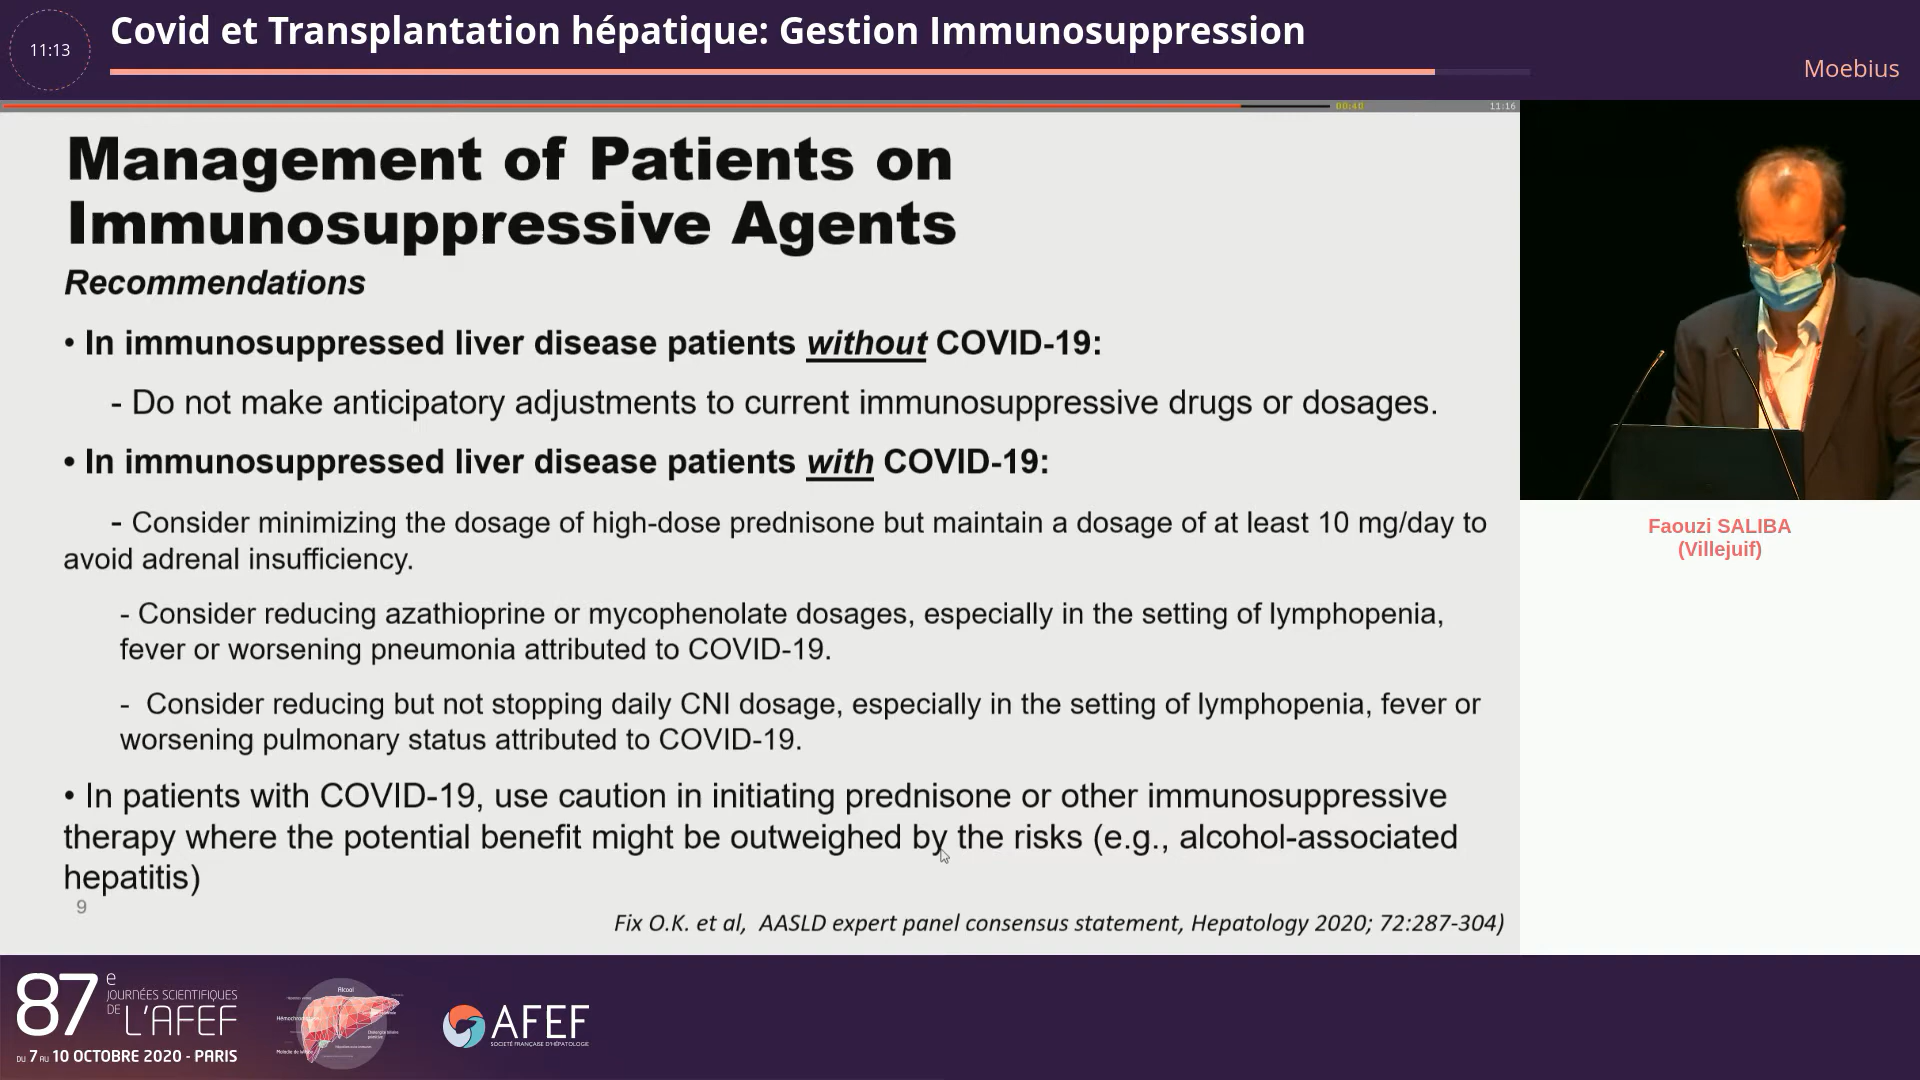 11:13
Covid et Transplantation hépatique: Gestion Immunosuppression
Moebius
00:40
11:16
Management of Patients on
Immunosuppressive Agents
Recommendations
• In immunosuppressed liver disease patients without COVID-19:
- Do not make anticipatory adjustments to current immunosuppressive drugs or dosages.
• In immunosuppressed liver disease patients with COVID-19:
- Consider minimizing the dosage of high-dose prednisone but maintain a dosage of at least 10 mg/day to
avoid adrenal insufficiency.
- Consider reducing azathioprine or mycophenolate dosages, especially in the setting of lymphopenia,
fever or worsening pneumonia attributed to COVID-19.
- Consider reducing but not stopping daily CNI dosage, especially in the setting of lymphopenia, fever or
worsening pulmonary status attributed to COVID-19.
• In patients with COVID-19, use caution in initiating prednisone or other immunosuppressive
therapy where the potential benefit might be outweighed by the risks (e.g., alcohol-associated
hepatitis)
9
Fix O.K. et al, AASLD expert panel consensus statement, Hepatology 2020; 72:287-304)
Faouzi SALIBA
(Villejuif)
87e
JOURNÉES SCIENTIFIQUES
DE L'AFEF
DU 7 AU 10 OCTOBRE 2020 - PARIS
Alcool
AFEF
SOCIÉTÉ FRANÇAISE D'HÉPATOLOGIE